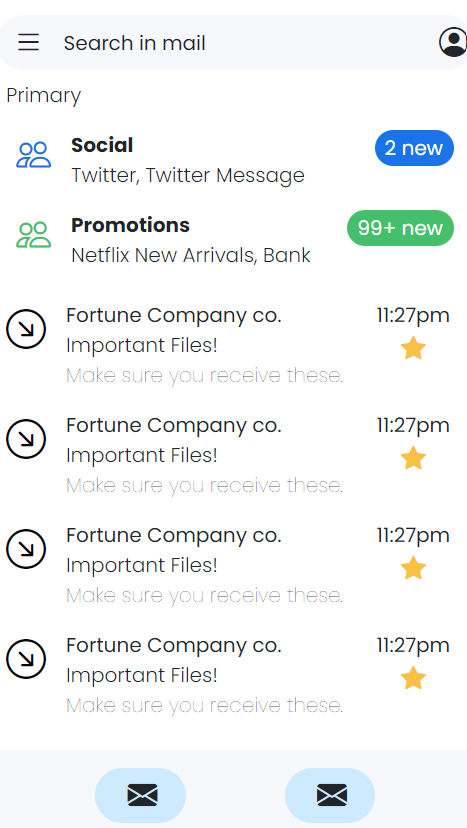 Search in mail
Primary
Social
2 new
Twitter, Twitter Message
Promotions
99+ new
Netflix New Arrivals, Bank
Fortune Company co.
11:27pm
Important Files!
Make sure you receive these.
Fortune Company co.
11:27pm
Important Files!
Make sure you receive these.
Fortune Company co.
11:27pm
Important Files!
Make sure you receive these.
Fortune Company co.
11:27pm
Important Files!
Make sure you receive these.